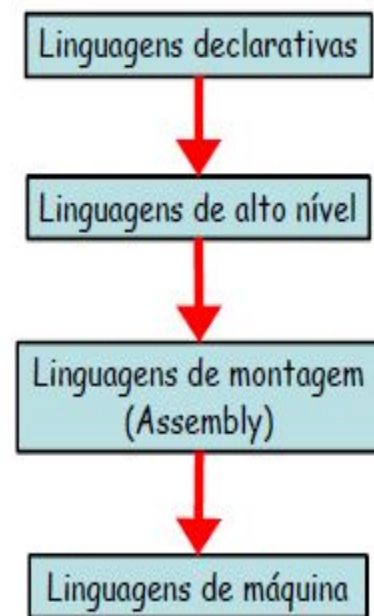 Linguagens declarativas
Linguagens de alto nível
Linguagens de montagem
(Assembly)
Linguagens de máquina